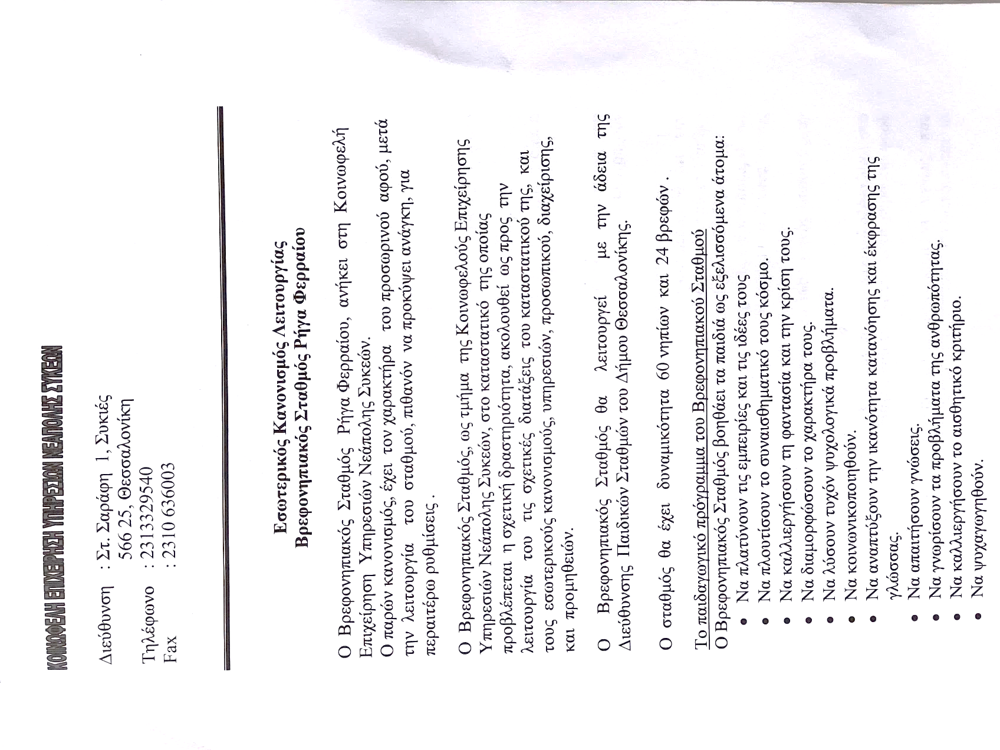 ΚΟΙΝΩΦΕΛΗ ΕΠΙΧΕΙΡΗΣΗ ΥΠΗΡΕΣΙΩΝ ΝΕΑΠΟΛΗΣ ΣΥΚΕΩΝ
Διεύθυνση : Στ. Σαράφη 1, Συκιές
566 25, Θεσσαλονίκη
Τηλέφωνο : 2313329540
Fax : 2310 636003
Εσωτερικός Κανονισμός Λειτουργίας
Βρεφονηπιακός Σταθμός Ρήγα Φερραίου
Ο Βρεφονηπιακός Σταθμός Ρήγα Φερραίου, ανήκει στη Κοινωφελή
Επιχείρηση Υπηρεσιών Νεάπολης Συκεών.
Ο παρών κανονισμός, έχει τον χαρακτήρα του προσωρινού αφού, μετά
την λειτουργία του σταθμού, πιθανόν να προκύψει ανάγκη, για
περαιτέρω ρυθμίσεις .
Ο Βρεφονηπιακός Σταθμός, ως τμήμα της Κοινωφελούς Επιχείρησης
Υπηρεσιών Νεάπολης Συκεών, στο καταστατικό της οποίας
προβλέπεται η σχετική δραστηριότητα, ακολουθεί ως προς την
λειτουργία του τις σχετικές διατάξεις του καταστατικού της, και
τους εσωτερικούς κανονισμούς, υπηρεσιών, προσωπικού, διαχείρισης,
και προμηθειών.
Ο Βρεφονηπιακός Σταθμός θα λειτουργεί με την άδεια της
Διεύθυνσης Παιδικών Σταθμών του Δήμου Θεσσαλονίκης.
Ο σταθμός θα έχει δυναμικότητα 60 νηπίων και 24 βρεφών .
Το παιδαγωγικό πρόγραμμα του Βρεφονηπιακού Σταθμού
Ο Βρεφονηπιακός Σταθμός βοηθάει τα παιδιά ως εξελισσόμενα άτομα:
• Να πλατύνουν τις εμπειρίες και τις ιδέες τους
• Να πλουτίσουν το συναισθηματικό τους κόσμο.
• Να καλλιεργήσουν τη φαντασία και την κρίση τους.
• Να διαμορφώσουν το χαρακτήρα τους.
• Να λύσουν τυχόν ψυχολογικά προβλήματα.
• Να κοινωνικοποιηθούν.
• Να αναπτύξουν την ικανότητα κατανόησης και έκφρασης της
γλώσσας.
• Να απαιτήσουν γνώσεις.
• Να γνωρίσουν τα προβλήματα της ανθρωπότητας.
• Να καλλιεργήσουν το αισθητικό κριτήριο.
• Να ψυχαγωγηθούν.